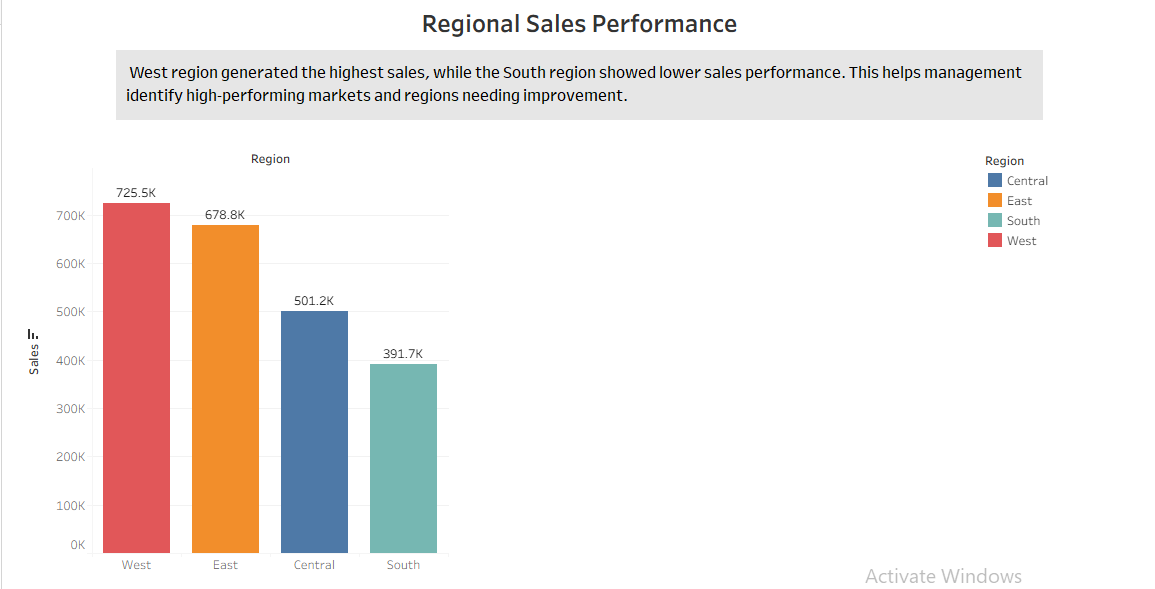 Regional Sales Performance
West region generated the highest sales, while the South region showed lower sales performance. This helps management
identify high-performing markets and regions needing improvement.
Region
725.5K
678.8K
501.2K
391.7K
700K
600K
500K
400K
300K
200K
100K
0K
Sales
West
East
Central
South
Region
Central
East
South
West
Activate Windows